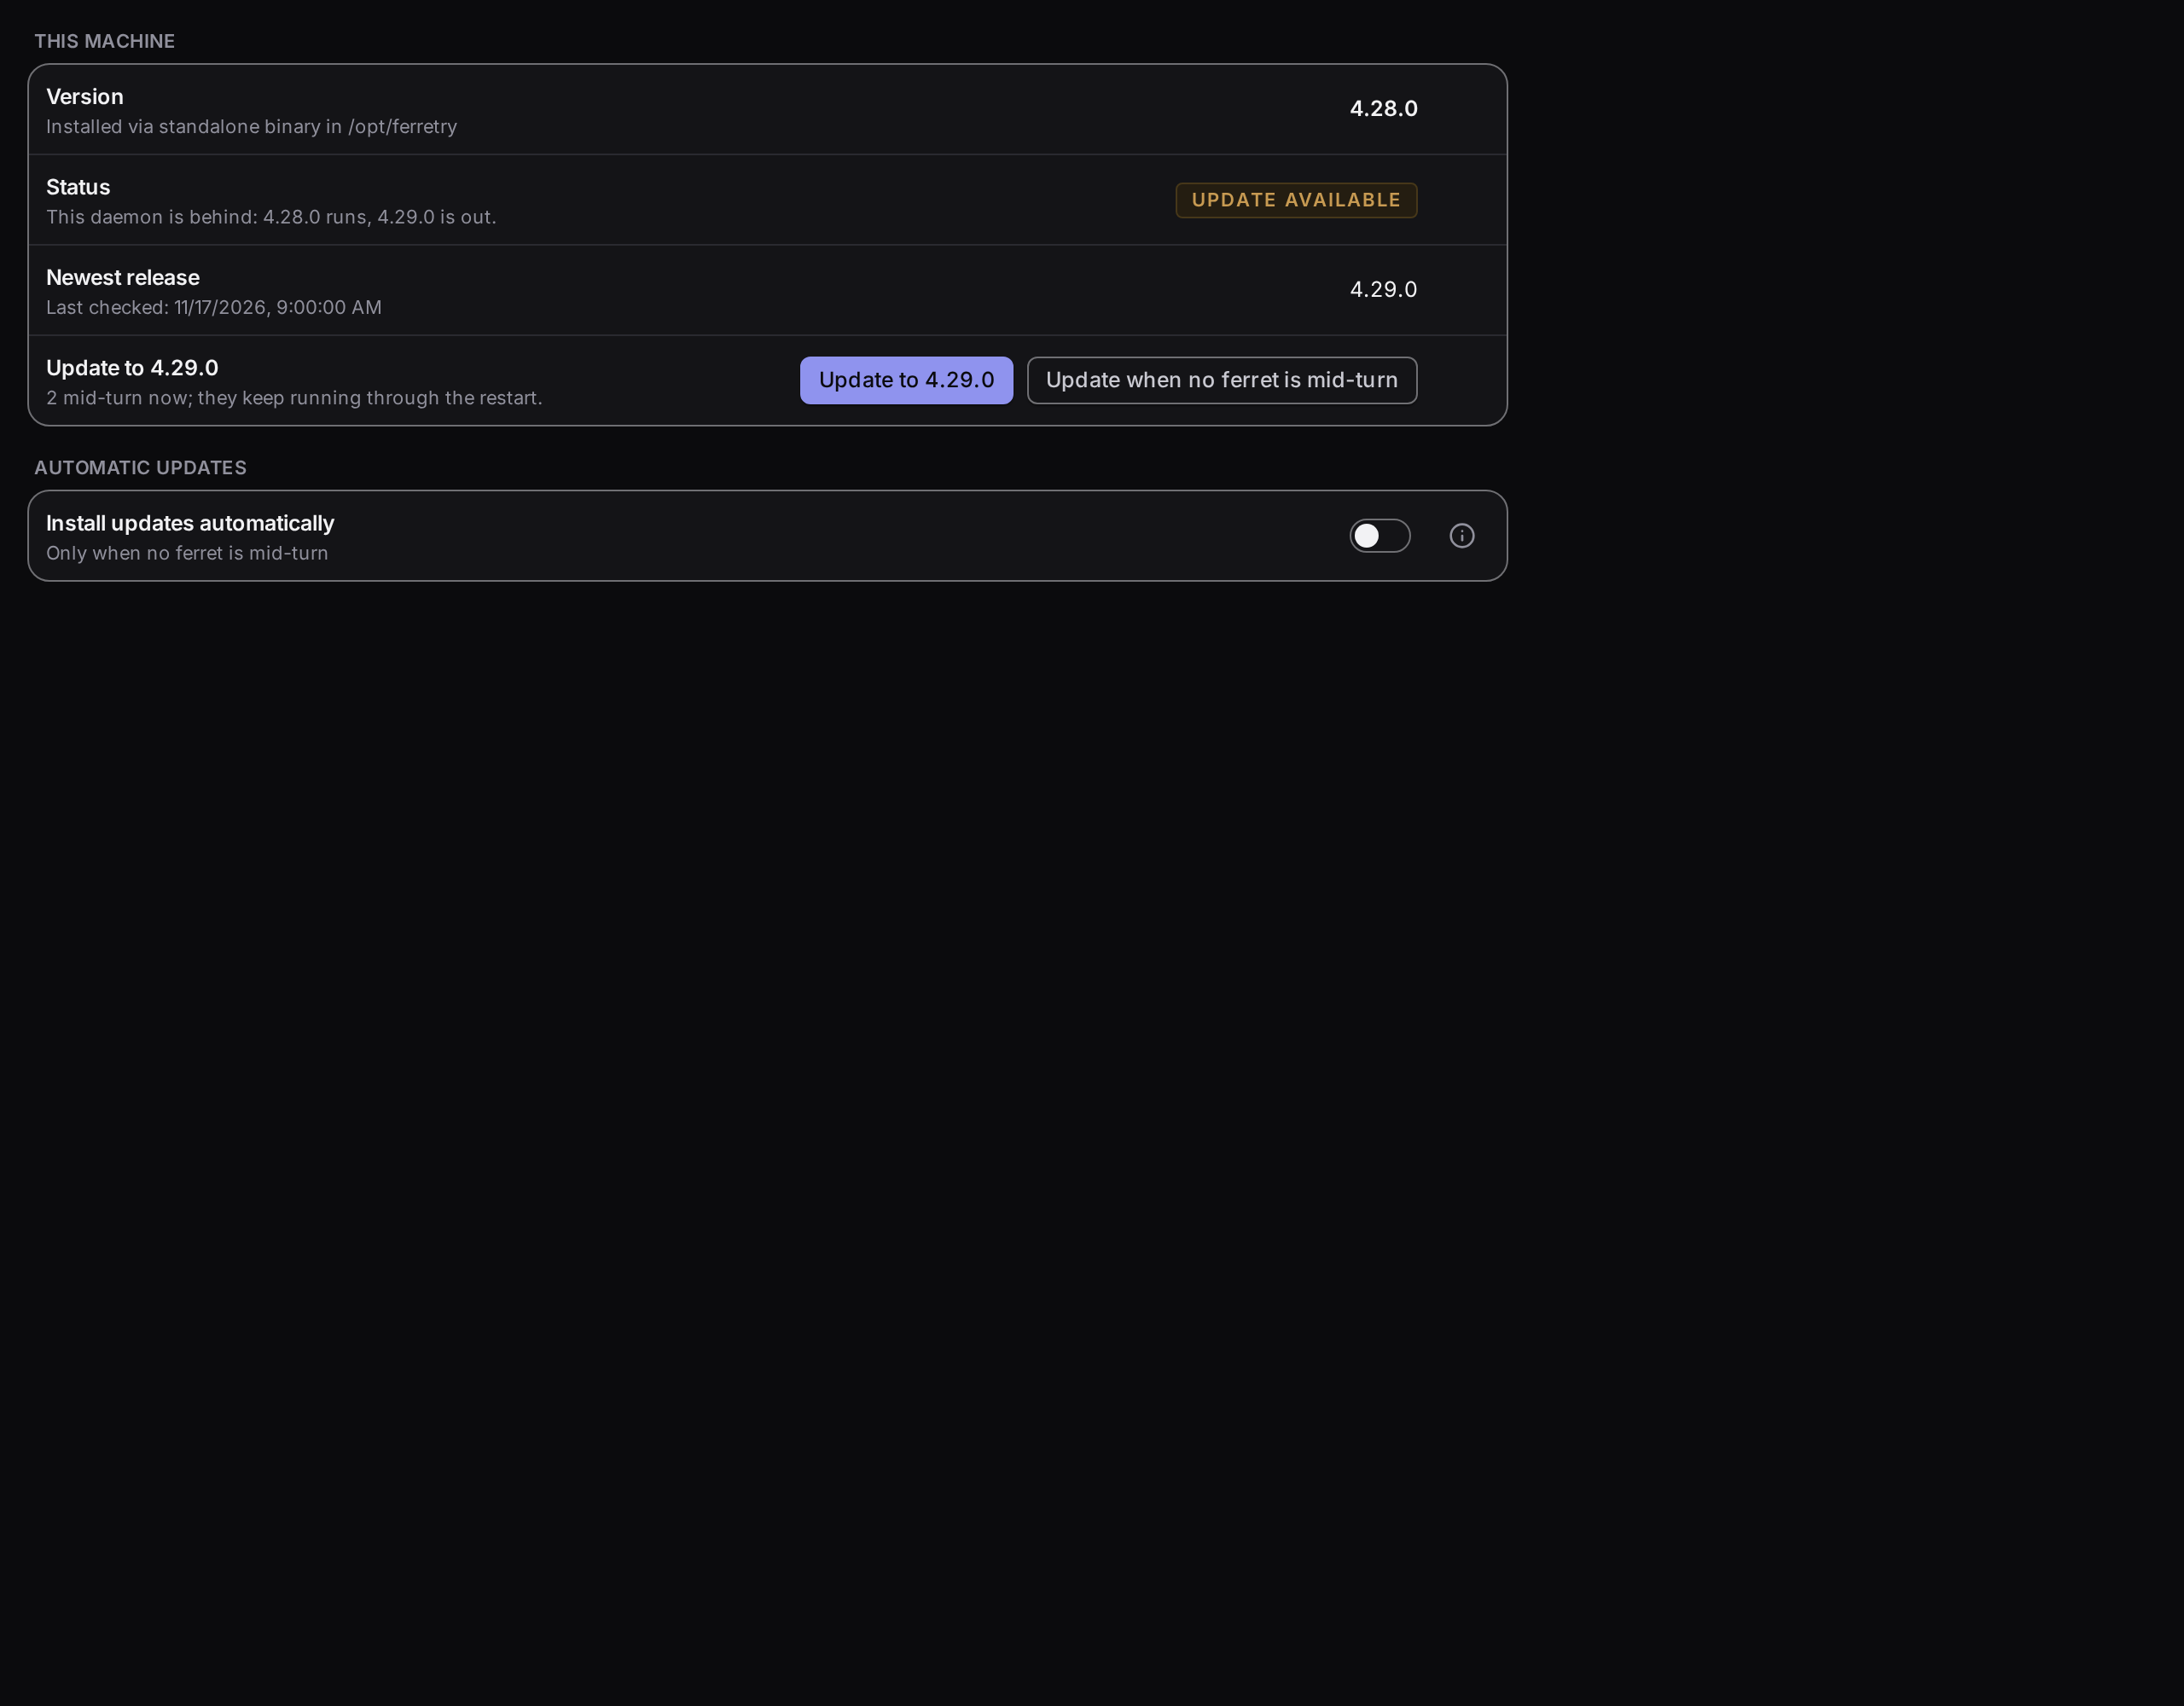 THIS MACHINE
Version
Installed via standalone binary in /opt/ferretry
4.28.0
Status
This daemon is behind: 4.28.0 runs, 4.29.0 is out.
UPDATE AVAILABLE
Newest release
Last checked: 11/17/2026, 9:00:00 AM
4.29.0
Update to 4.29.0
2 mid-turn now; they keep running through the restart.
Update to 4.29.0
Update when no ferret is mid-turn
AUTOMATIC UPDATES
Install updates automatically
Only when no ferret is mid-turn